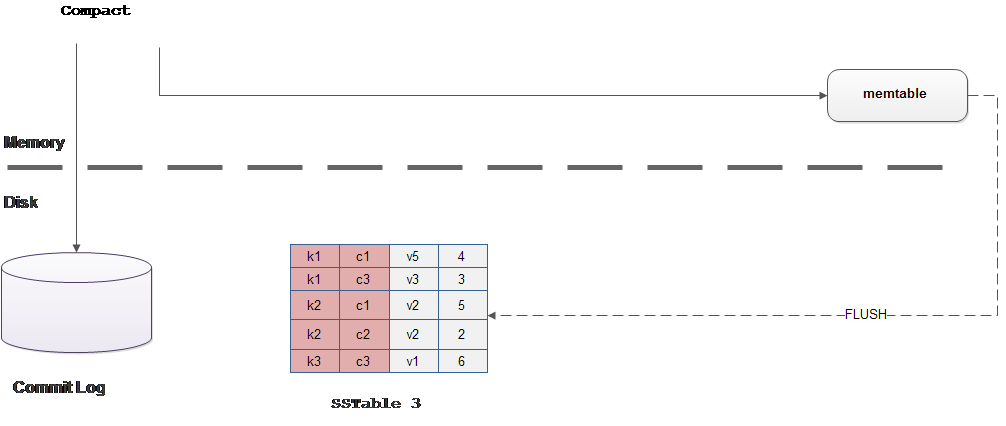 Compact
memtable
Memory
Disk
k1 c1 v5 4
k1 c3 v3 3
k2 c1 v2 5
k2 c2 v2 2
k3 c3 v1 6
FLUSH
Commit Log
SSTable 3